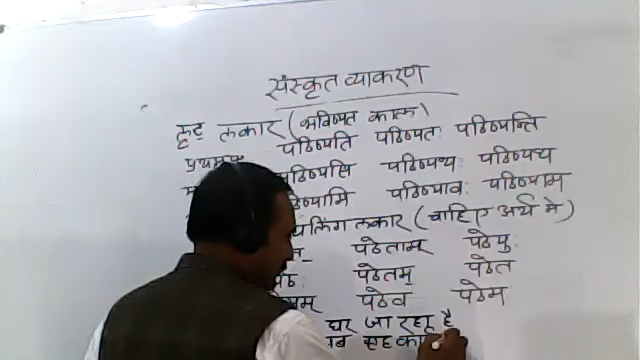 संस्कृत व्याकरण
लृट् लकार (भविष्यत काल)
प्रथमपु पठिष्यति पठिष्यतः पठिष्यन्ति
पठिष्यसि पठिष्यथः पठिष्यथ
ष्यामि पठिष्यावः पठिष्याम
लिंग लकार (चाहिए अर्थ मे)
पठेताम् पठेयुः
पठेतम् पठेत
पठेव पठेम
घर जा रहा है